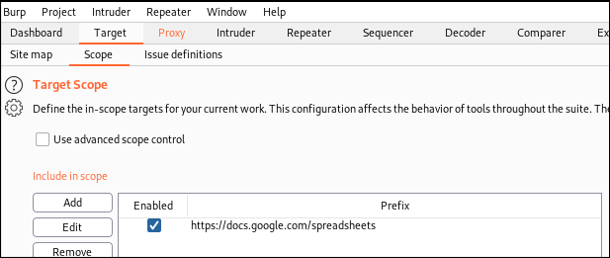 Burp Project Intruder Repeater Window Help
Dashboard Target Proxy Intruder Repeater Sequencer Decoder Comparer
Site map Scope Issue definitions
? Target Scope
Define the in-scope targets for your current work. This configuration affects the behavior of tools throughout the suite. The
Use advanced scope control
Include in scope
Add Enabled Prefix
Edit https://docs.google.com/spreadsheets
Remove